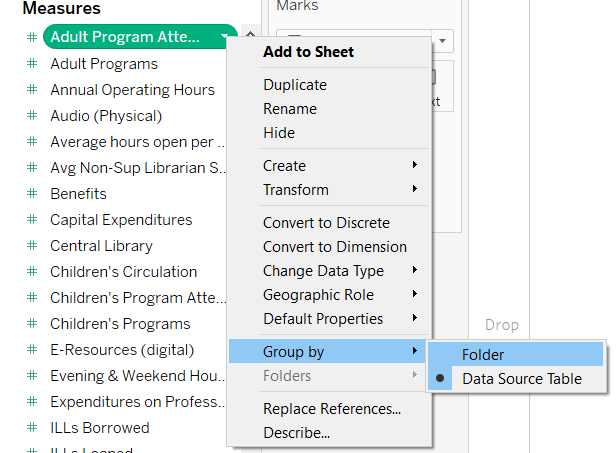 Measures
Marks
# Adult Program Atte...
# Adult Programs
# Annual Operating Hours
# Audio (Physical)
# Average hours open per ...
# Avg Non-Sup Librarian S...
# Benefits
# Capital Expenditures
# Central Library
# Children's Circulation
# Children's Program Atte...
# Children's Programs
# E-Resources (digital)
# Evening & Weekend Hou...
# Expenditures on Profess...
# ILLs Borrowed
# ILLs Loaned
Add to Sheet
Duplicate
Rename
Hide
Create
Transform
Convert to Discrete
Convert to Dimension
Change Data Type
Geographic Role
Default Properties
Group by
Folders
Replace References...
Describe...
Folder
Data Source Table
xt
Drop